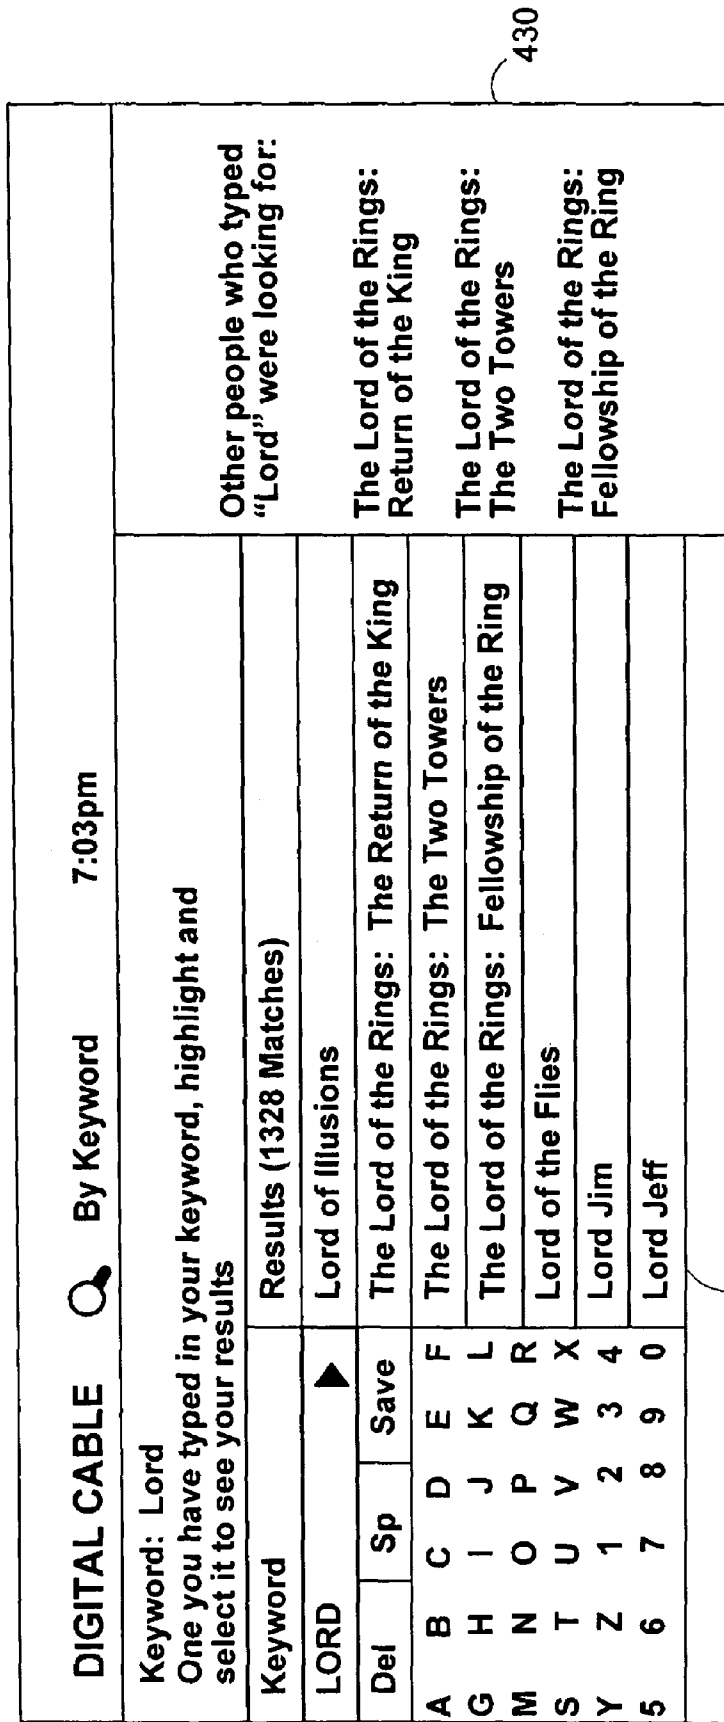 DIGITAL CABLE By Keyword 7:03pm
Keyword: Lord
One you have typed in your keyword, highlight and
select it to see your results
Keyword
LORD
Del Sp Save
A B C D E F
G H I J K L
M N O P Q R
S T U V W X
Y Z 1 2 3 4
5 6 7 8 9 0
Results (1328 Matches)
Lord of Illusions
The Lord of the Rings: The Return of the King
The Lord of the Rings: The Two Towers
The Lord of the Rings: Fellowship of the Ring
Lord of the Flies
Lord Jim
Lord Jeff
Other people who typed
“Lord” were looking for:
The Lord of the Rings:
Return of the King
The Lord of the Rings:
The Two Towers
The Lord of the Rings:
Fellowship of the Ring
430